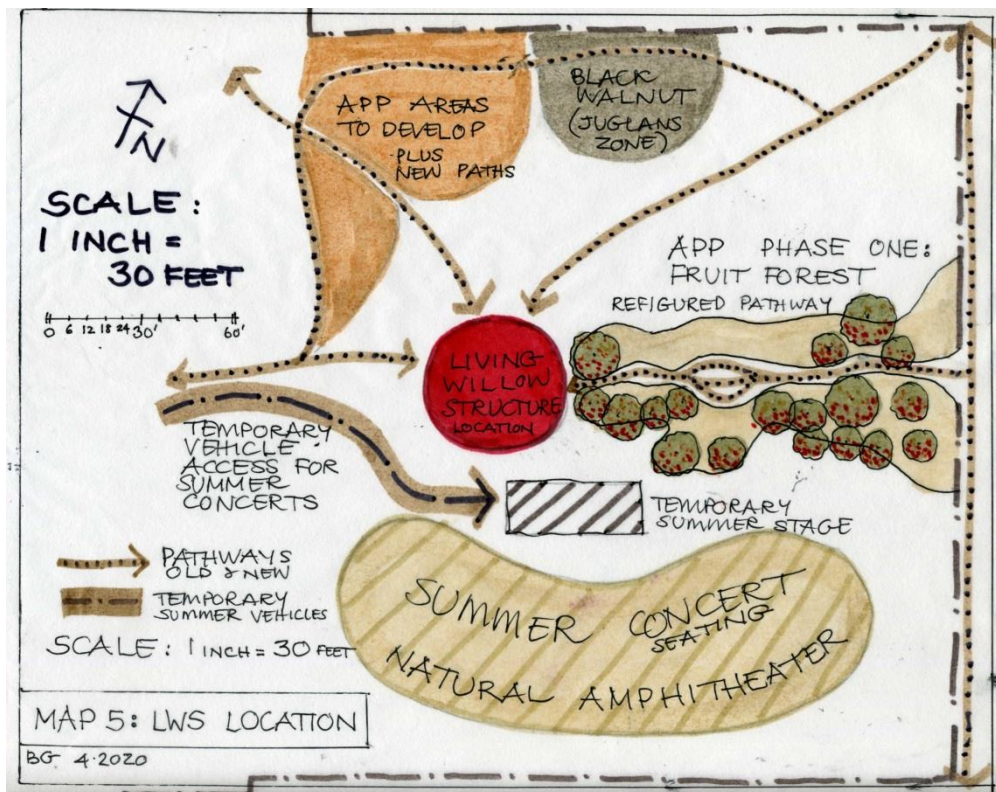 N
SCALE :
1 INCH =
30 FEET
0 6 12 18 24 30' 60'
APP AREAS
TO DEVELOP
PLUS
NEW PATHS
BLACK
WALNUT
(JUGLANS
ZONE)
APP PHASE ONE:
FRUIT FOREST
REFIGURED PATHWAY
LIVING
WILLOW
STRUCTURE
LOCATION
TEMPORARY
VEHICLE
ACCESS FOR
SUMMER
CONCERTS
TEMPORARY
SUMMER STAGE
SUMMER CONCERT
SEATING
NATURAL AMPHITHEATER
PATHWAYS
OLD & NEW
TEMPORARY
SUMMER VEHICLES
SCALE: 1 INCH = 30 FEET
MAP 5: LWS LOCATION
BG 4·2020